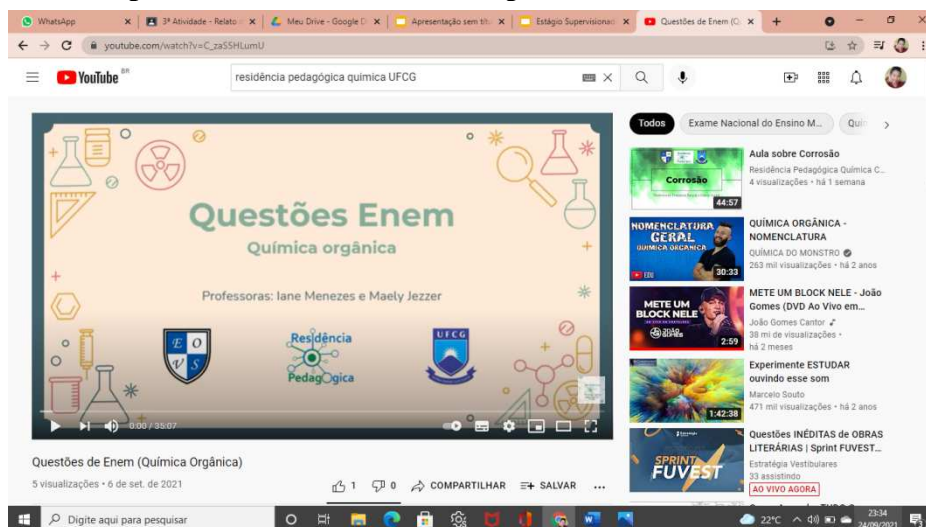 WhatsApp
3ª Atividade - Relato
Meu Drive - Google D
Apresentação sem tít
Estágio Supervisionad
Questões de Enem (Q
youtube.com/watch?v=C_zaS5HLumU
YouTube BR
residência pedagógica quimica UFCG
Questões Enem
Química orgânica
Professoras: Iane Menezes e Maely Jezzer
E O
V S
Residência
Pedagógica
UFCG
0:00 / 35:07
Questões de Enem (Química Orgânica)
5 visualizações • 6 de set. de 2021
1
0
COMPARTILHAR
SALVAR
Todos
Exame Nacional do Ensino M...
Quí
Corrosão
44:57
Aula sobre Corrosão
Residência Pedagógica Química C...
4 visualizações • há 1 semana
NOMENCLATURA
GERAL
QUÍMICA ORGÂNICA
30:33
QUÍMICA ORGÂNICA -
NOMENCLATURA
QUÍMICA DO MONSTRO
263 mil visualizações • há 2 anos
METE UM
BLOCK NELE
JOÃO
GOMES
2:59
METE UM BLOCK NELE - João
Gomes (DVD Ao Vivo em...
João Gomes Cantor
38 mi de visualizações •
há 2 meses
1:42:38
Experimente ESTUDAR
ouvindo esse som
Marcelo Souto
471 mil visualizações • há 2 anos
SPRINT
FUVEST
Questões INÉDITAS de OBRAS
LITERÁRIAS | Sprint FUVEST...
Estratégia Vestibulares
33 assistindo
AO VIVO AGORA
Digite aqui para pesquisar
22°C
23:34
24/09/2021